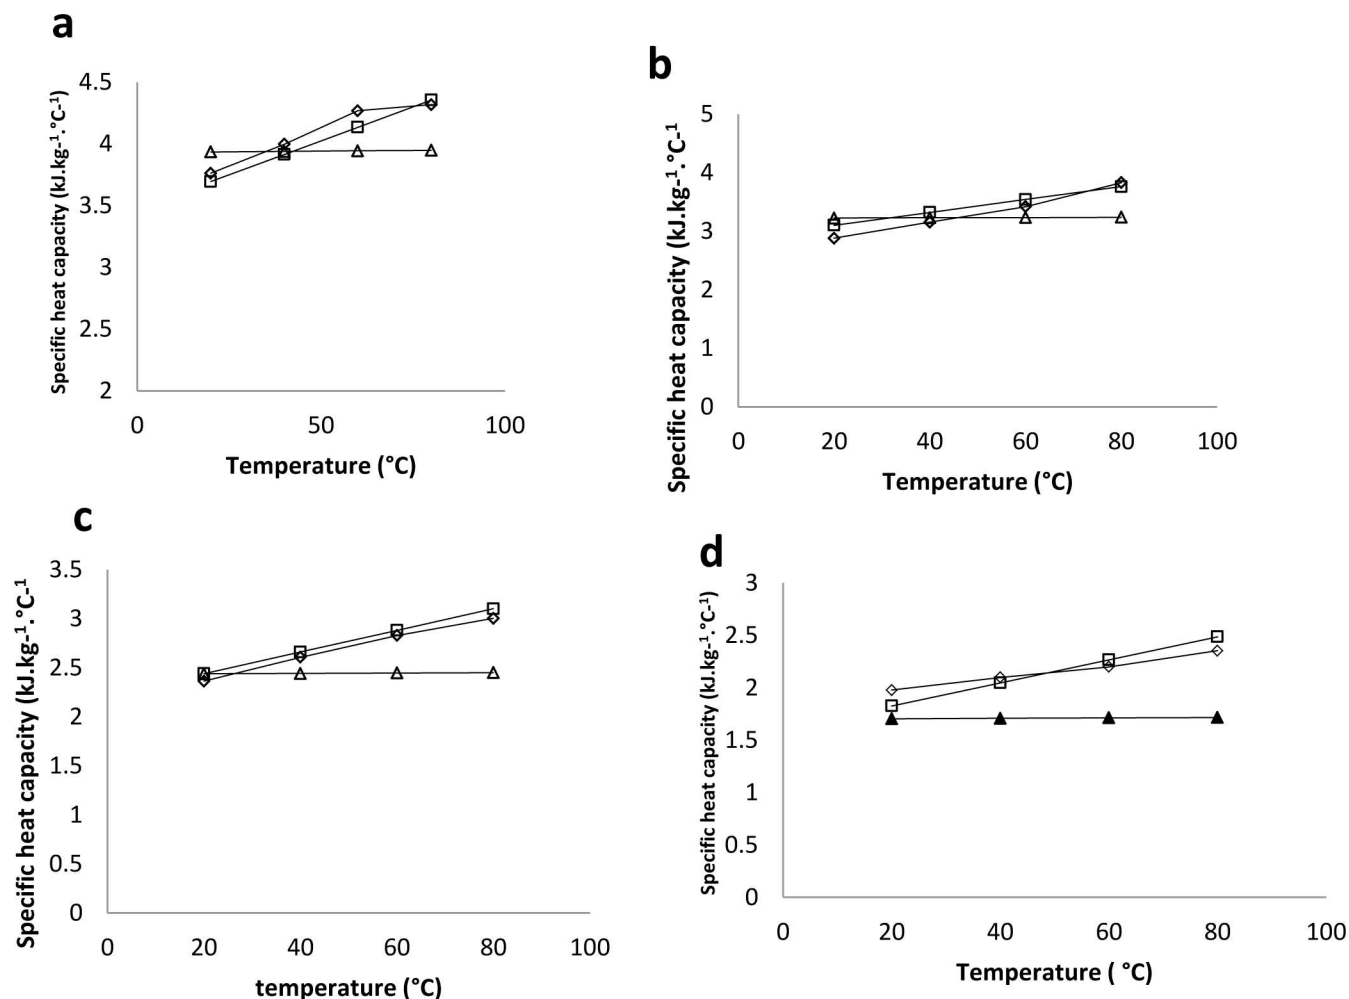 a
Specific heat capacity (kJ.kg-¹.°C-¹)
4.5
4
3.5
3
2.5
2
0 50 100
Temperature (°C)
b
Specific heat capacity (kJ.kg-¹.°C-¹
5
4
3
2
1
0
0 20 40 60 80 100
Temperature (°C)
c
Specific heat capacity (kJ.kg-¹.°C-¹
3.5
3
2.5
2
1.5
1
0.5
0
0 20 40 60 80 100
temperature (°C)
d
Specific heat capacity (kJ.kg-¹.°C-¹)
3
2.5
2
1.5
1
0.5
0
0 20 40 60 80 100
Temperature ( °C)